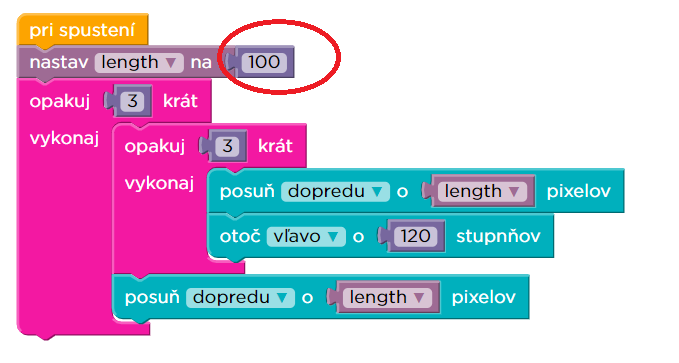 pri spustení
nastav length ▼ na 100
opakuj 3 krát
vykonaj
opakuj 3 krát
vykonaj
posuň dopredu ▼ o length ▼ pixelov
otoč vľavo ▼ o 120 stupnňov
posuň dopredu ▼ o length ▼ pixelov